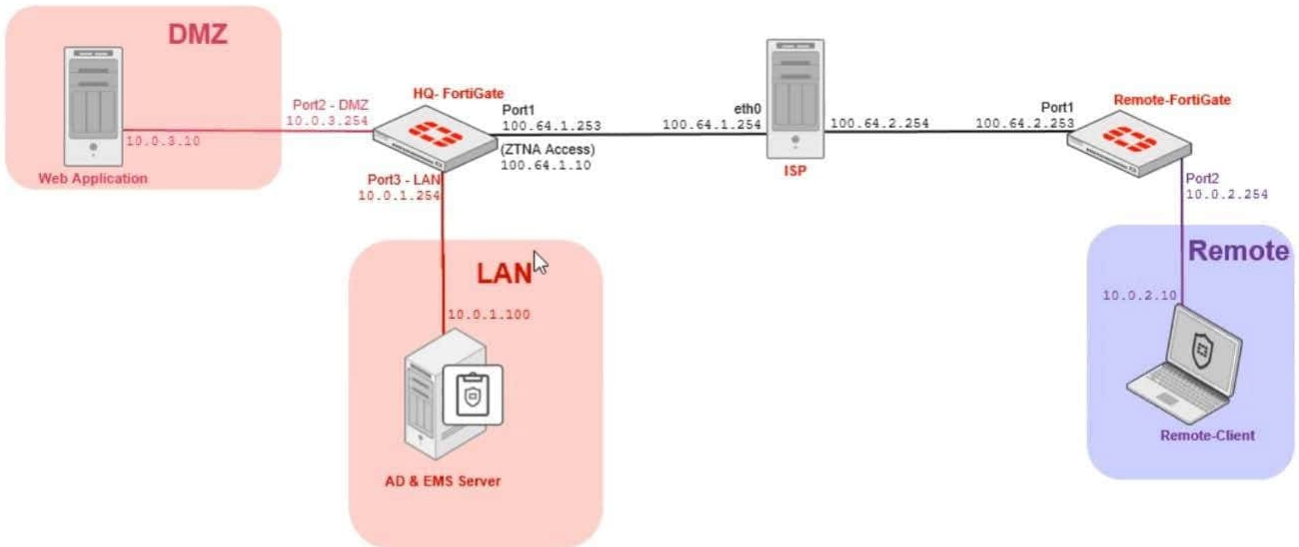 DMZ
Web Application
10.0.3.10
Port2 - DMZ
10.0.3.254
HQ- FortiGate
Port1
100.64.1.253
(ZTNA Access)
100.64.1.10
Port3 - LAN
10.0.1.254
eth0
100.64.1.254
ISP
100.64.2.254
Port1
100.64.2.253
Remote-FortiGate
Port2
10.0.2.254
LAN
10.0.1.100
AD & EMS Server
Remote
10.0.2.10
Remote-Client